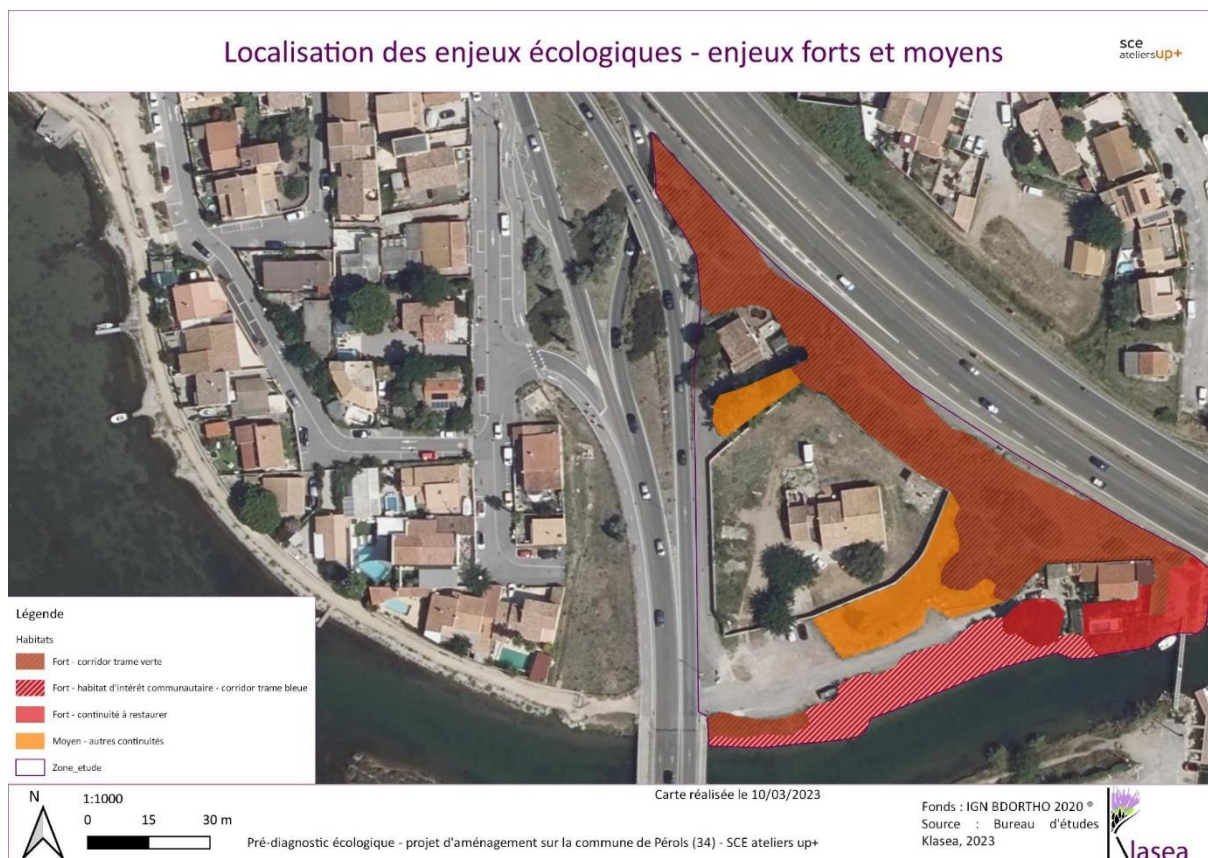 Localisation des enjeux écologiques - enjeux forts et moyens
sce
ateliersup+
Légende
Habitats
Fort - corridor trame verte
Fort - habitat d'intérêt communautaire - corridor trame bleue
Fort - continuité à restaurer
Moyen - autres continuités
Zone_etude
N
1:1000
0 15 30 m
Carte réalisée le 10/03/2023
Pré-diagnostic écologique - projet d'aménagement sur la commune de Pérols (34) - SCE ateliers up+
Fonds : IGN BDORTHO 2020 ®
Source : Bureau d'études
Klasea, 2023
Klasea